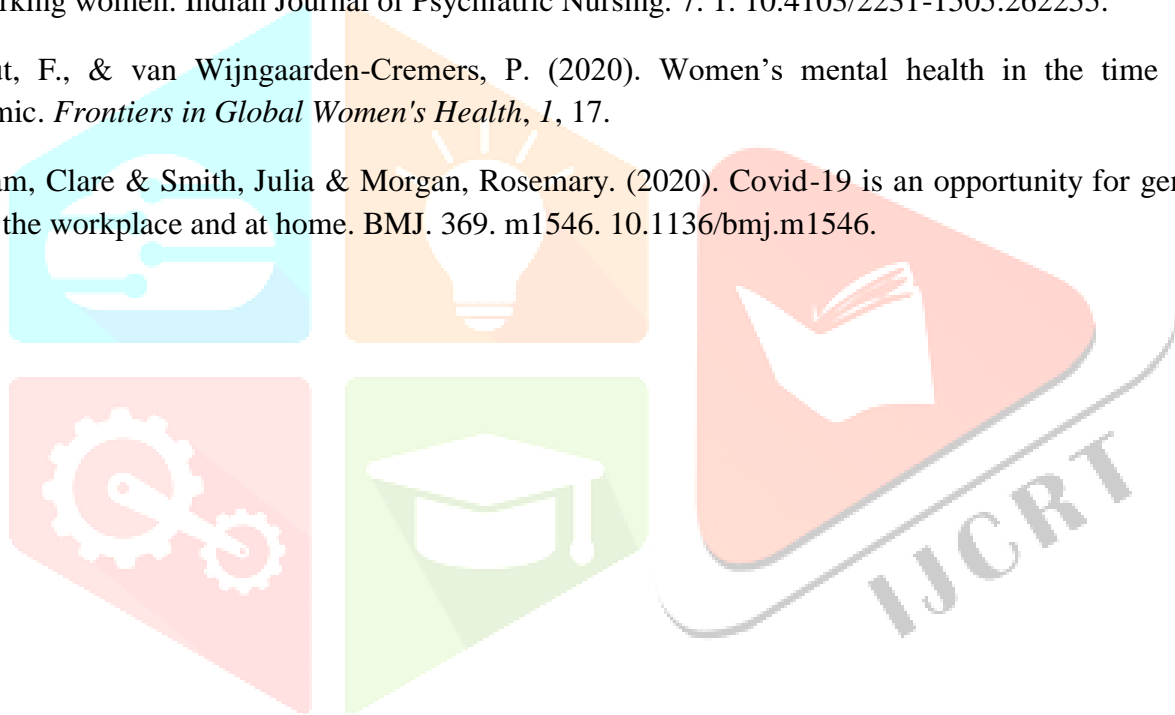 rking women. Indian Journal of Psychiatric Nursing. 7. 1. 10.4103/2231-1505.262255.
ut, F., & van Wijngaarden-Cremers, P. (2020). Women’s mental health in the time
mic. Frontiers in Global Women's Health, 1, 17.
am, Clare & Smith, Julia & Morgan, Rosemary. (2020). Covid-19 is an opportunity for gen
the workplace and at home. BMJ. 369. m1546. 10.1136/bmj.m1546.
IJCRT